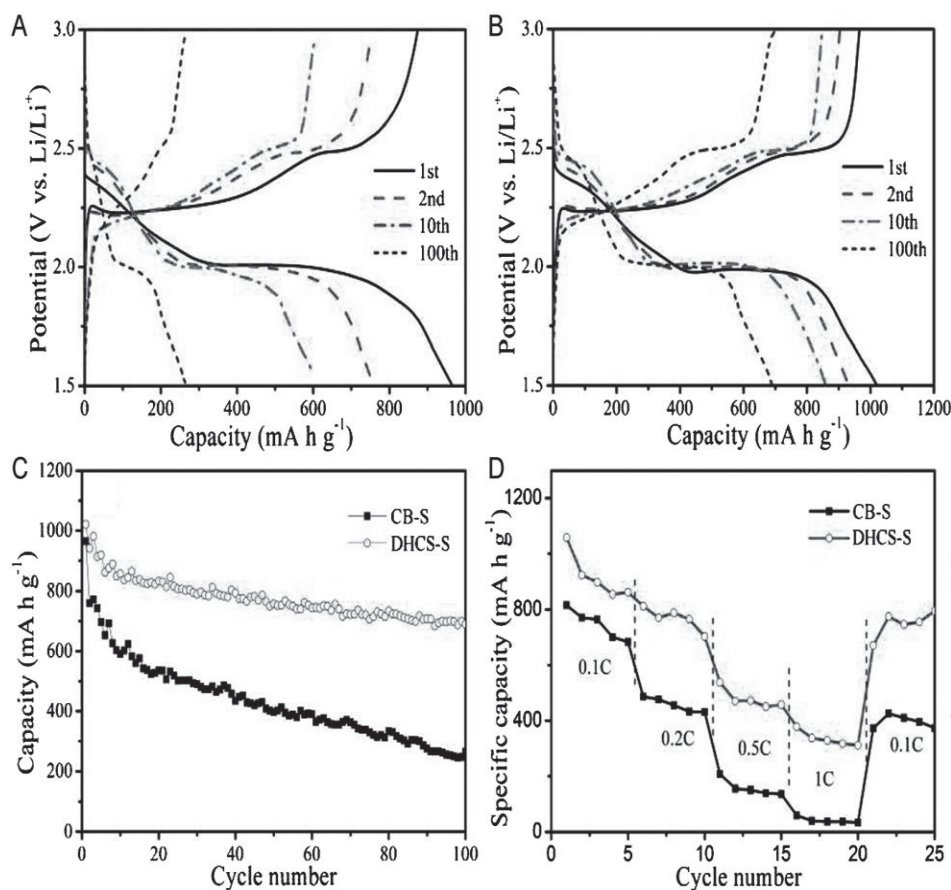 A
3.0
2.5
2.0
1.5
0
200
400
600
800
1000
Potential (V vs. Li/Li⁺)
Capacity (mA h g⁻¹)
1st
2nd
10th
100th
B
3.0
2.5
2.0
1.5
0
200
400
600
800
1000
1200
Potential (V vs. Li/Li⁺)
Capacity (mA h g⁻¹)
1st
2nd
10th
100th
C
1200
1000
800
600
400
200
0
0
20
40
60
80
100
Capacity (mA h g⁻¹)
Cycle number
CB-S
DHCS-S
D
1200
800
400
0
0
5
10
15
20
25
Specific capacity (mA h g⁻¹)
Cycle number
CB-S
DHCS-S
0.1C
0.2C
0.5C
1C
0.1C